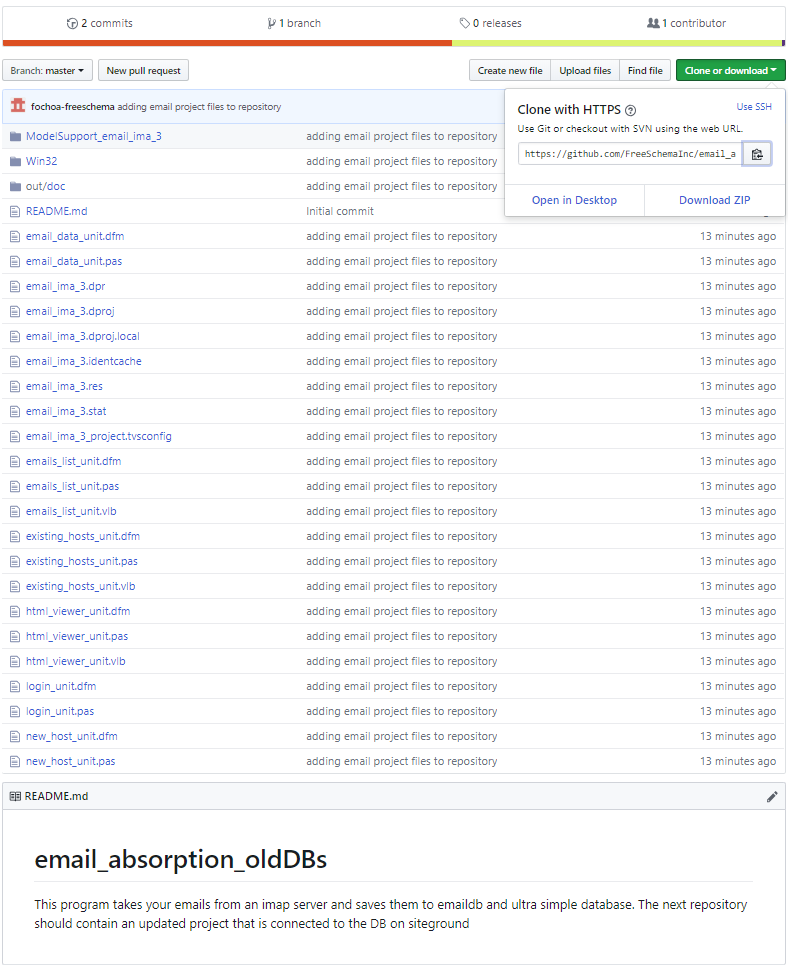 2 commits 1 branch 0 releases 1 contributor
Branch: master New pull request Create new file Upload files Find file Clone or download
fochoa-freeschema adding email project files to repository
Clone with HTTPS Use SSH
Use Git or checkout with SVN using the web URL.
https://github.com/FreeSchemaInc/email_a
Open in Desktop Download ZIP
ModelSupport_email_ima_3 adding email project files to repository
Win32 adding email project files to repository
out/doc adding email project files to repository
README.md Initial commit
email_data_unit.dfm adding email project files to repository 13 minutes ago
email_data_unit.pas adding email project files to repository 13 minutes ago
email_ima_3.dpr adding email project files to repository 13 minutes ago
email_ima_3.dproj adding email project files to repository 13 minutes ago
email_ima_3.dproj.local adding email project files to repository 13 minutes ago
email_ima_3.identcache adding email project files to repository 13 minutes ago
email_ima_3.res adding email project files to repository 13 minutes ago
email_ima_3.stat adding email project files to repository 13 minutes ago
email_ima_3_project.tvsconfig adding email project files to repository 13 minutes ago
emails_list_unit.dfm adding email project files to repository 13 minutes ago
emails_list_unit.pas adding email project files to repository 13 minutes ago
emails_list_unit.vlb adding email project files to repository 13 minutes ago
existing_hosts_unit.dfm adding email project files to repository 13 minutes ago
existing_hosts_unit.pas adding email project files to repository 13 minutes ago
existing_hosts_unit.vlb adding email project files to repository 13 minutes ago
html_viewer_unit.dfm adding email project files to repository 13 minutes ago
html_viewer_unit.pas adding email project files to repository 13 minutes ago
html_viewer_unit.vlb adding email project files to repository 13 minutes ago
login_unit.dfm adding email project files to repository 13 minutes ago
login_unit.pas adding email project files to repository 13 minutes ago
new_host_unit.dfm adding email project files to repository 13 minutes ago
new_host_unit.pas adding email project files to repository 13 minutes ago
README.md
email_absorption_oldDBs
This program takes your emails from an imap server and saves them to emaildb and ultra simple database. The next repository
should contain an updated project that is connected to the DB on siteground